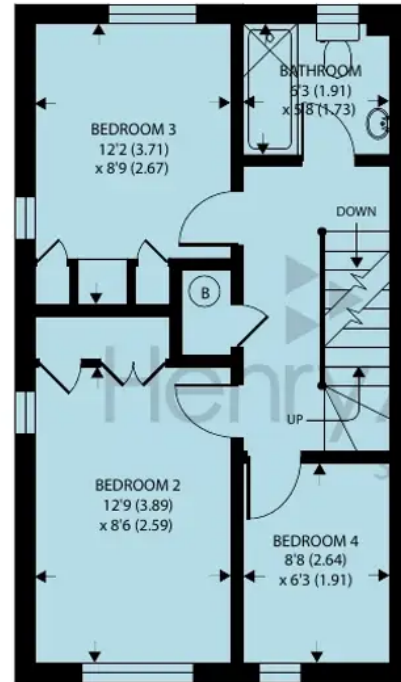 BEDROOM 3
12'2 (3.71)
x 8'9 (2.67)
BATHROOM
6'3 (1.91)
x 5'8 (1.73)
DOWN
B
Henry
UP
BEDROOM 2
12'9 (3.89)
x 8'6 (2.59)
BEDROOM 4
8'8 (2.64)
x 6'3 (1.91)